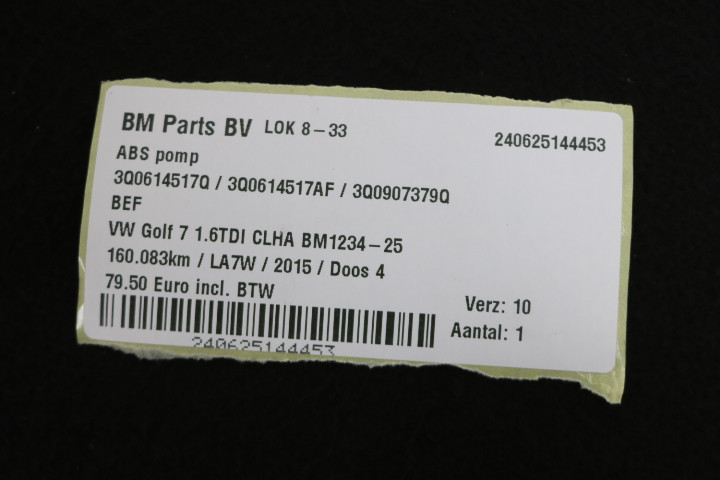 BM Parts BV LOK 8-33
240625144453
ABS pomp
3Q0614517Q / 3Q0614517AF / 3Q0907379Q
BEF
VW Golf 7 1.6TDI CLHA BM1234-25
160.083km / LA7W / 2015 / Doos 4
79.50 Euro incl. BTW
Verz: 10
Aantal: 1
240625144453